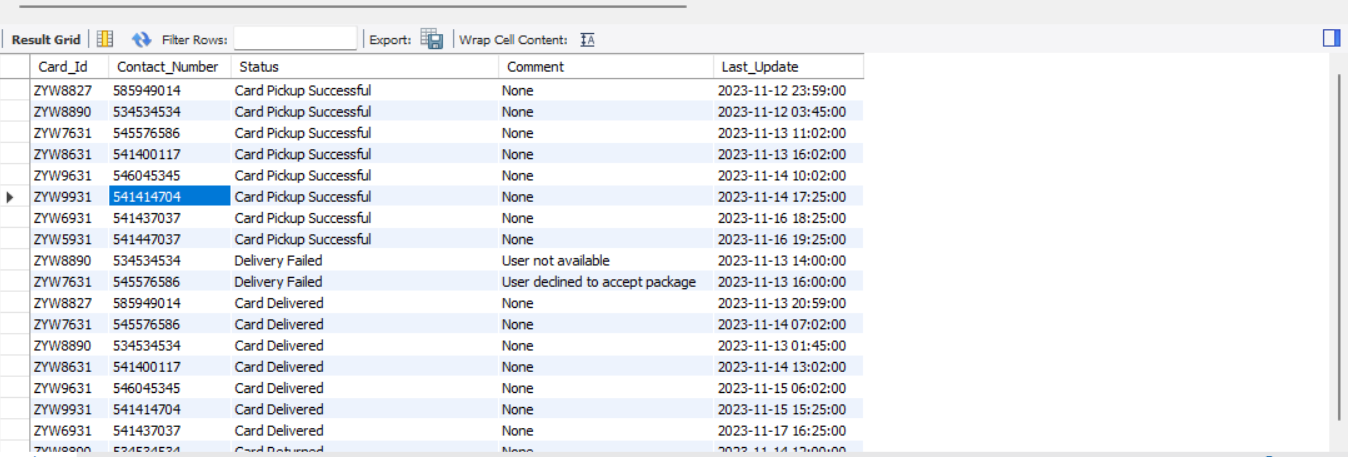 Result Grid Filter Rows: Export: Wrap Cell Content:
Card_Id Contact_Number Status Comment Last_Update
ZYW8827 585949014 Card Pickup Successful None 2023-11-12 23:59:00
ZYW8890 534534534 Card Pickup Successful None 2023-11-12 03:45:00
ZYW7631 545576586 Card Pickup Successful None 2023-11-13 11:02:00
ZYW8631 541400117 Card Pickup Successful None 2023-11-13 16:02:00
ZYW9631 546045345 Card Pickup Successful None 2023-11-14 10:02:00
ZYW9931 541414704 Card Pickup Successful None 2023-11-14 17:25:00
ZYW6931 541437037 Card Pickup Successful None 2023-11-16 18:25:00
ZYW5931 541447037 Card Pickup Successful None 2023-11-16 19:25:00
ZYW8890 534534534 Delivery Failed User not available 2023-11-13 14:00:00
ZYW7631 545576586 Delivery Failed User declined to accept package 2023-11-13 16:00:00
ZYW8827 585949014 Card Delivered None 2023-11-13 20:59:00
ZYW7631 545576586 Card Delivered None 2023-11-14 07:02:00
ZYW8890 534534534 Card Delivered None 2023-11-13 01:45:00
ZYW8631 541400117 Card Delivered None 2023-11-14 13:02:00
ZYW9631 546045345 Card Delivered None 2023-11-15 06:02:00
ZYW9931 541414704 Card Delivered None 2023-11-15 15:25:00
ZYW6931 541437037 Card Delivered None 2023-11-17 16:25:00
ZYW8890 534534534 Card Returned None 2023-11-14 12:00:00